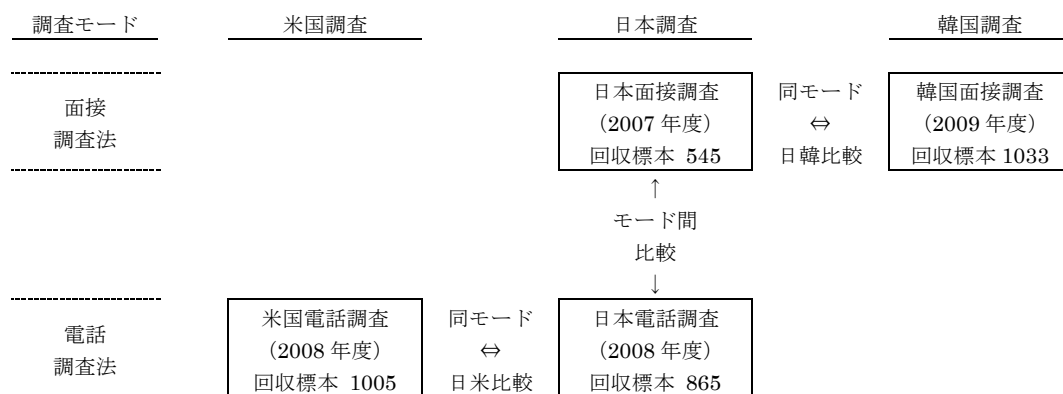 調査モード 米国調査 日本調査 韓国調査
日本面接調査 同モード 韓国面接調査
面接
(2007 年度) ⇔ (2009 年度)
調査法
回収標本 545 日韓比較 回収標本 1033
↑
モード間
比較
↓
米国電話調査 同モード 日本電話調査
電話
(2008 年度) ⇔ (2008 年度)
調査法
回収標本 1005 日米比較 回収標本 865